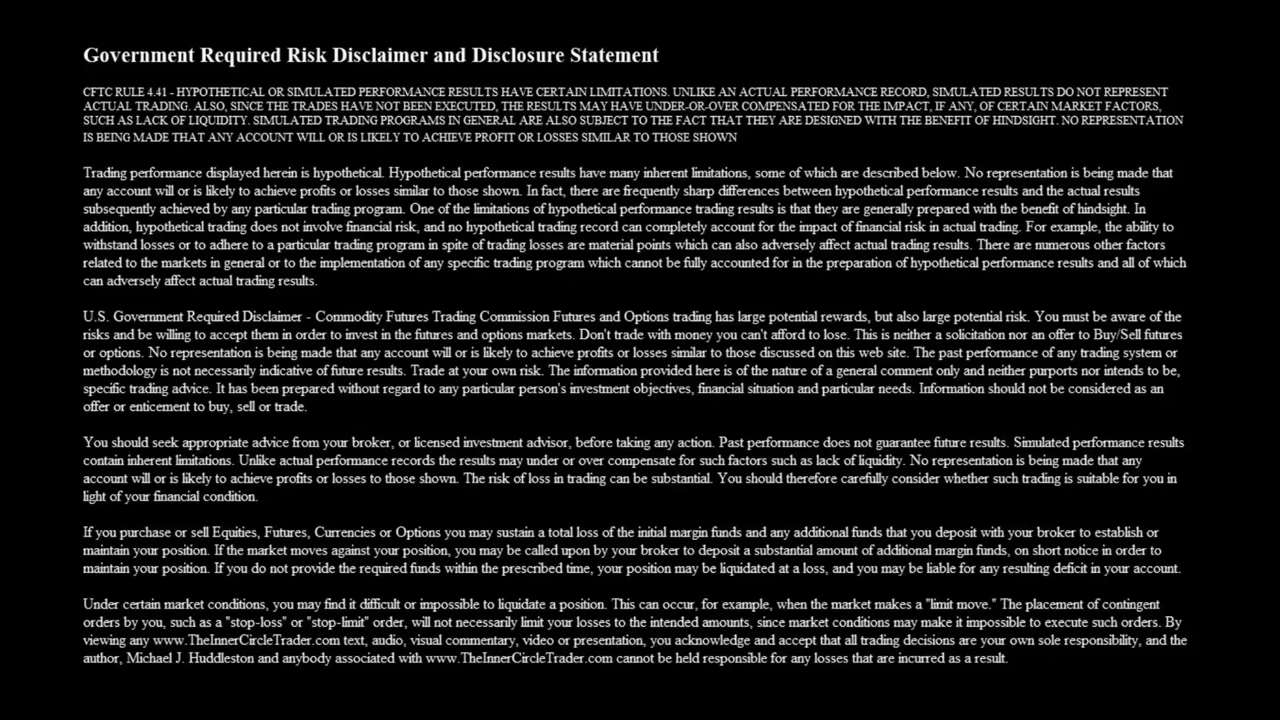 Government Required Risk Disclaimer and Disclosure Statement
CFTC RULE 4.41 - HYPOTHETICAL OR SIMULATED PERFORMANCE RESULTS HAVE CERTAIN LIMITATIONS. UNLIKE AN ACTUAL PERFORMANCE RECORD, SIMULATED RESULTS DO NOT REPRESENT
ACTUAL TRADING. ALSO, SINCE THE TRADES HAVE NOT BEEN EXECUTED, THE RESULTS MAY HAVE UNDER-OR-OVER COMPENSATED FOR THE IMPACT, IF ANY, OF CERTAIN MARKET FACTORS,
SUCH AS LACK OF LIQUIDITY. SIMULATED TRADING PROGRAMS IN GENERAL ARE ALSO SUBJECT TO THE FACT THAT THEY ARE DESIGNED WITH THE BENEFIT OF HINDSIGHT. NO REPRESENTATION
IS BEING MADE THAT ANY ACCOUNT WILL OR IS LIKELY TO ACHIEVE PROFIT OR LOSSES SIMILAR TO THOSE SHOWN
Trading performance displayed herein is hypothetical. Hypothetical performance results have many inherent limitations, some of which are described below. No representation is being made that
any account will or is likely to achieve profits or losses similar to those shown. In fact, there are frequently sharp differences between hypothetical performance results and the actual results
subsequently achieved by any particular trading program. One of the limitations of hypothetical performance trading results is that they are generally prepared with the benefit of hindsight. In
addition, hypothetical trading does not involve financial risk, and no hypothetical trading record can completely account for the impact of financial risk in actual trading. For example, the ability to
withstand losses or to adhere to a particular trading program in spite of trading losses are material points which can also adversely affect actual trading results. There are numerous other factors
related to the markets in general or to the implementation of any specific trading program which cannot be fully accounted for in the preparation of hypothetical performance results and all of which
can adversely affect actual trading results.
U.S. Government Required Disclaimer - Commodity Futures Trading Commission Futures and Options trading has large potential rewards, but also large potential risk. You must be aware of the
risks and be willing to accept them in order to invest in the futures and options markets. Don't trade with money you can't afford to lose. This is neither a solicitation nor an offer to Buy/Sell futures
or options. No representation is being made that any account will or is likely to achieve profits or losses similar to those discussed on this web site. The past performance of any trading system or
methodology is not necessarily indicative of future results. Trade at your own risk. The information provided here is of the nature of a general comment only and neither purports nor intends to be,
specific trading advice. It has been prepared without regard to any particular person's investment objectives, financial situation and particular needs. Information should not be considered as an
offer or enticement to buy, sell or trade.
You should seek appropriate advice from your broker, or licensed investment advisor, before taking any action. Past performance does not guarantee future results. Simulated performance results
contain inherent limitations. Unlike actual performance records the results may under or over compensate for such factors such as lack of liquidity. No representation is being made that any
account will or is likely to achieve profits or losses to those shown. The risk of loss in trading can be substantial. You should therefore carefully consider whether such trading is suitable for you in
light of your financial condition.
If you purchase or sell Equities, Futures, Currencies or Options you may sustain a total loss of the initial margin funds and any additional funds that you deposit with your broker to establish or
maintain your position. If the market moves against your position, you may be called upon by your broker to deposit a substantial amount of additional margin funds, on short notice in order to
maintain your position. If you do not provide the required funds within the prescribed time, your position may be liquidated at a loss, and you may be liable for any resulting deficit in your account.
Under certain market conditions, you may find it difficult or impossible to liquidate a position. This can occur, for example, when the market makes a "limit move." The placement of contingent
orders by you, such as a "stop-loss" or "stop-limit" order, will not necessarily limit your losses to the intended amounts, since market conditions may make it impossible to execute such orders. By
viewing any www.TheInnerCircleTrader.com text, audio, visual commentary, video or presentation, you acknowledge and accept that all trading decisions are your own sole responsibility, and the
author, Michael J. Huddleston and anybody associated with www.TheInnerCircleTrader.com cannot be held responsible for any losses that are incurred as a result.